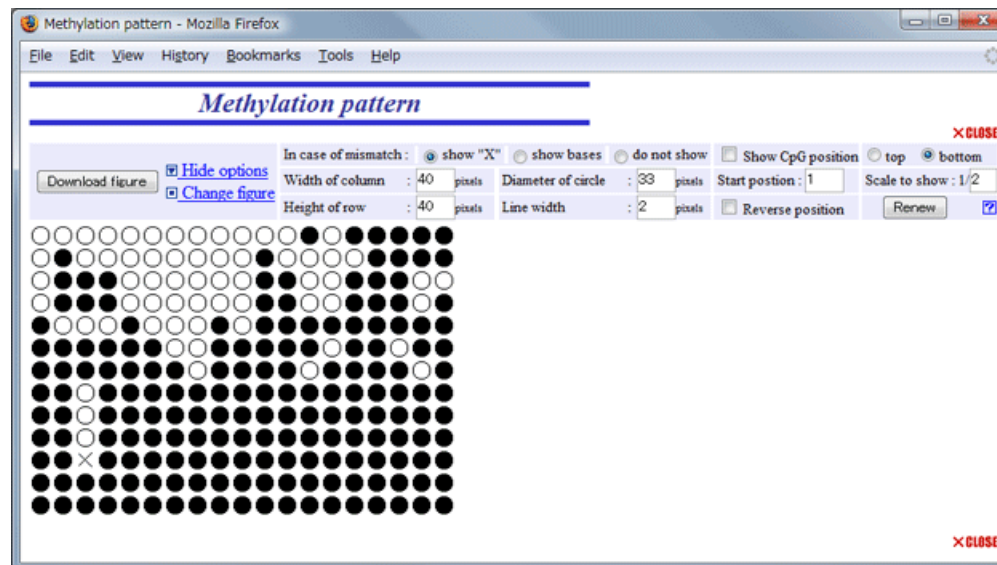 Methylation pattern - Mozilla Firefox
File Edit View History Bookmarks Tools Help
Methylation pattern
×CLOSE
In case of mismatch : show "X" show bases do not show Show CpG position top bottom
Download figure Hide options Width of column : 40 pixels Diameter of circle : 33 pixels Start postion : 1 Scale to show : 1/2
Change figure Height of row : 40 pixels Line width : 2 pixels Reverse position Renew ?
×CLOSE